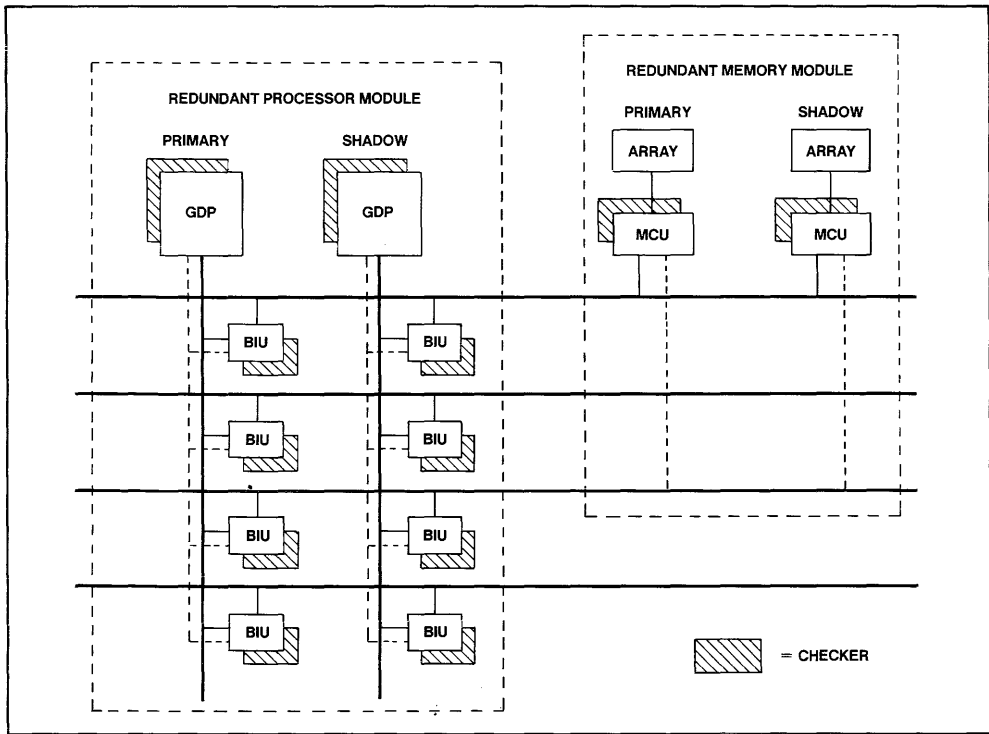 REDUNDANT PROCESSOR MODULE
PRIMARY SHADOW
GDP GDP
REDUNDANT MEMORY MODULE
PRIMARY SHADOW
ARRAY ARRAY
MCU MCU
BIU BIU
BIU BIU
BIU BIU
BIU BIU
= CHECKER